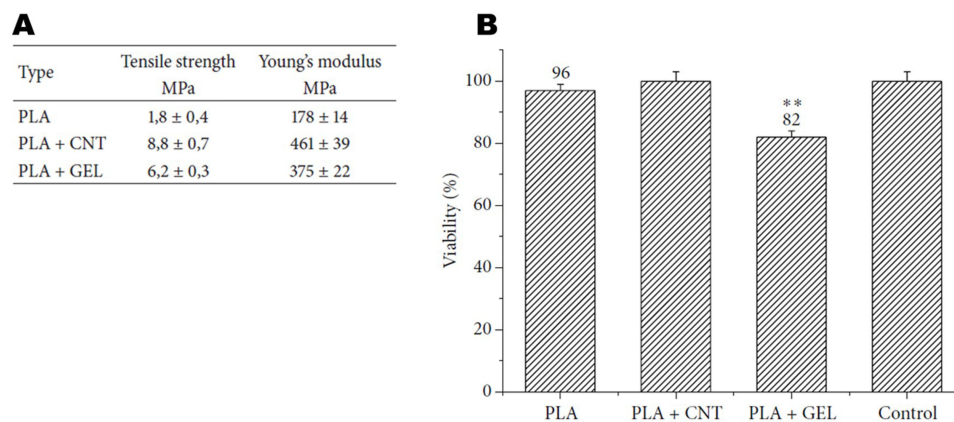 A
Type Tensile strength Young's modulus
MPa MPa
PLA 1,8 ± 0,4 178 ± 14
PLA + CNT 8,8 ± 0,7 461 ± 39
PLA + GEL 6,2 ± 0,3 375 ± 22
B
Viability (%)
100
80
60
40
20
0
96
**
82
PLA PLA + CNT PLA + GEL Control